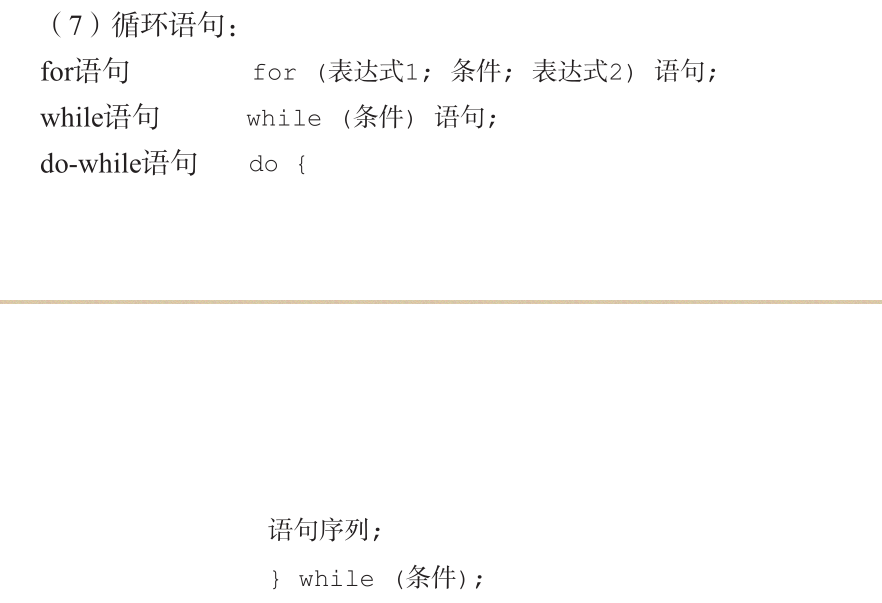 （7）循环语句：
for语句 for (表达式1; 条件; 表达式2) 语句;
while语句 while (条件) 语句;
do-while语句 do {
语句序列;
} while (条件);